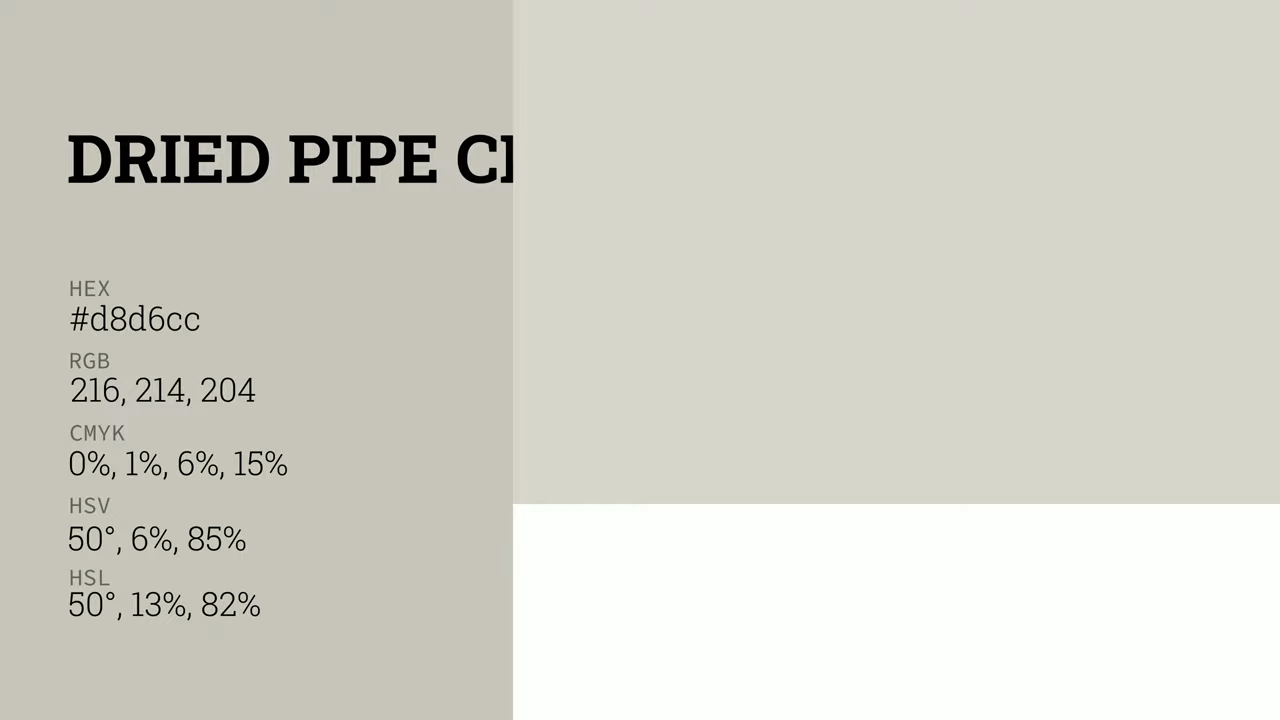 DRIED PIPE
HEX
#d8d6cc
RGB
216, 214, 204
CMYK
0%, 1%, 6%, 15%
HSV
50°, 6%, 85%
HSL
50°, 13%, 82%